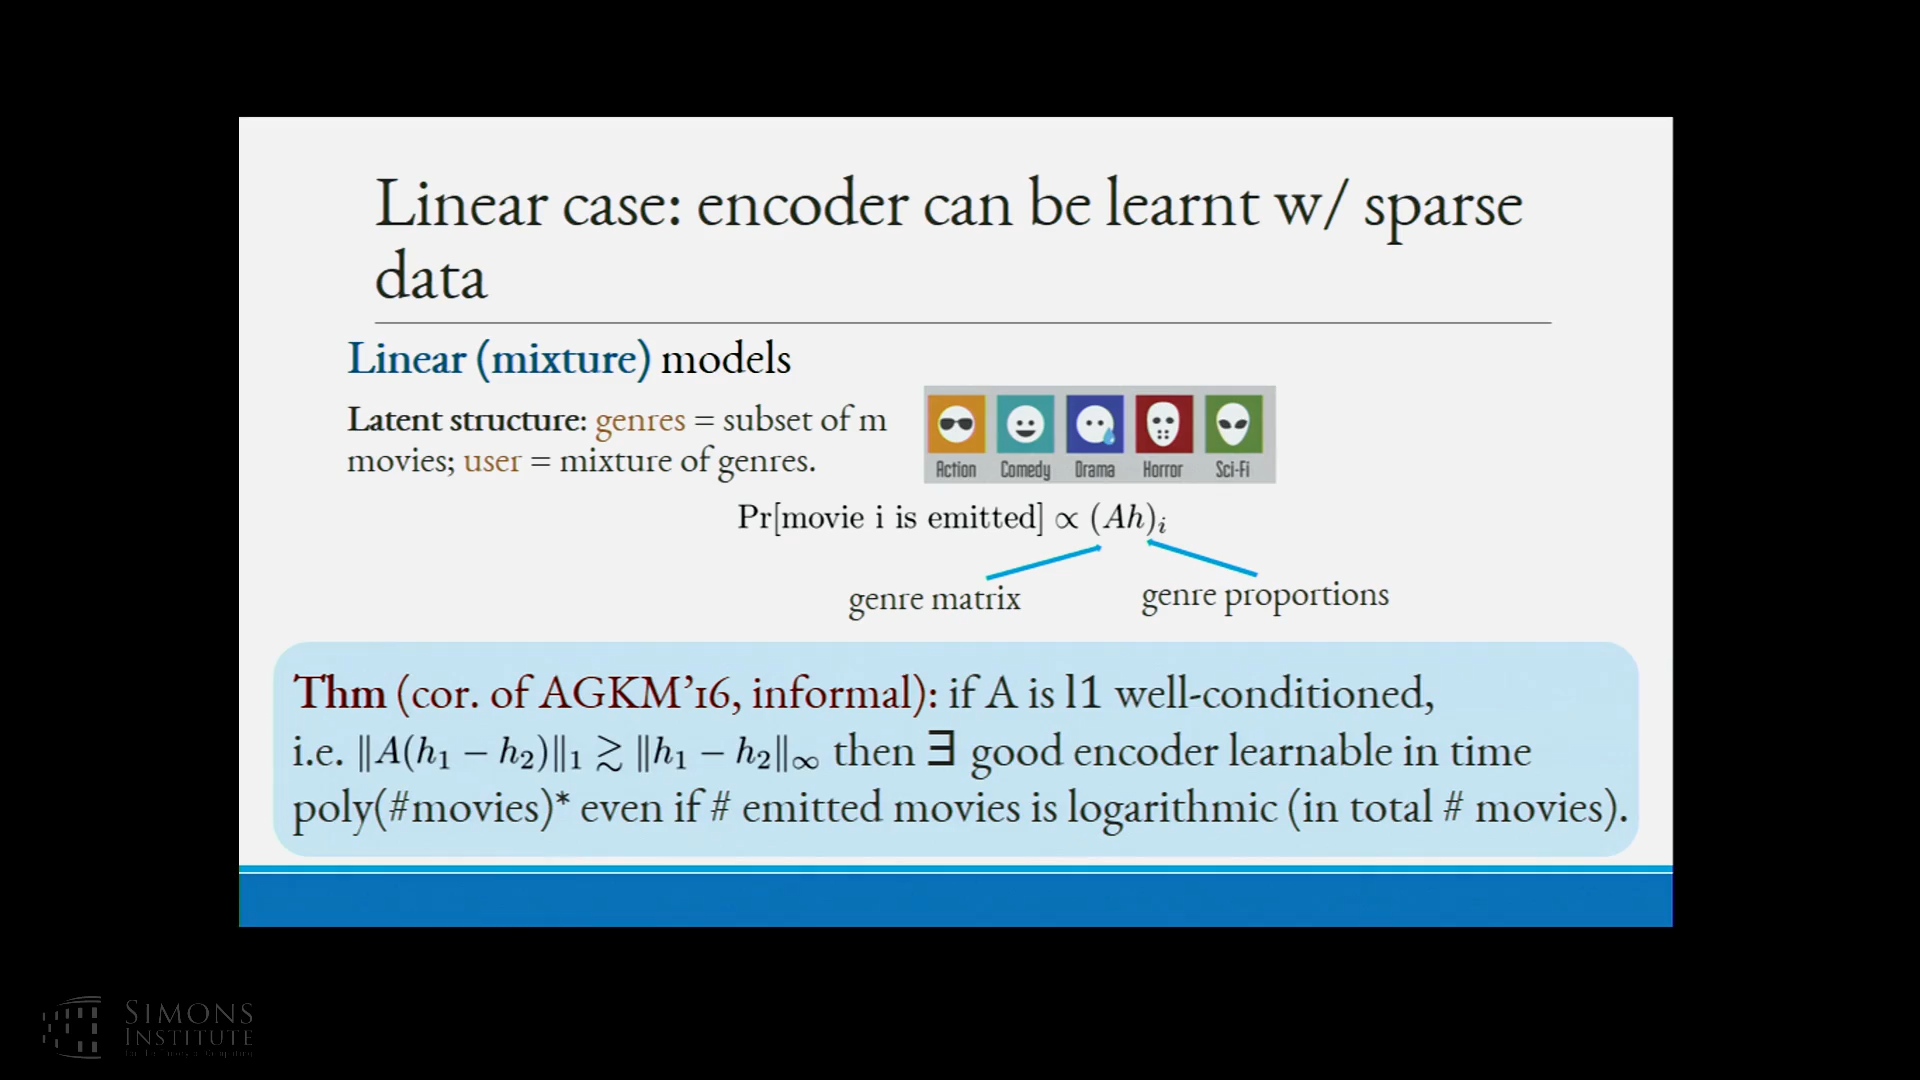 Linear case: encoder can be learnt w/ sparse
data
Linear (mixture) models
Latent structure: genres = subset of m
movies; user = mixture of genres.
Action Comedy Drama Horror Sci-Fi
Pr[movie i is emitted] ∝ (Ah)ᵢ
genre matrix
genre proportions
Thm (cor. of AGKM'16, informal): if A is l1 well-conditioned,
i.e. ‖A(h₁ − h₂)‖₁ ≳ ‖h₁ − h₂‖∞ then ∃ good encoder learnable in time
poly(#movies)* even if # emitted movies is logarithmic (in total # movies).
SIMONS
INSTITUTE